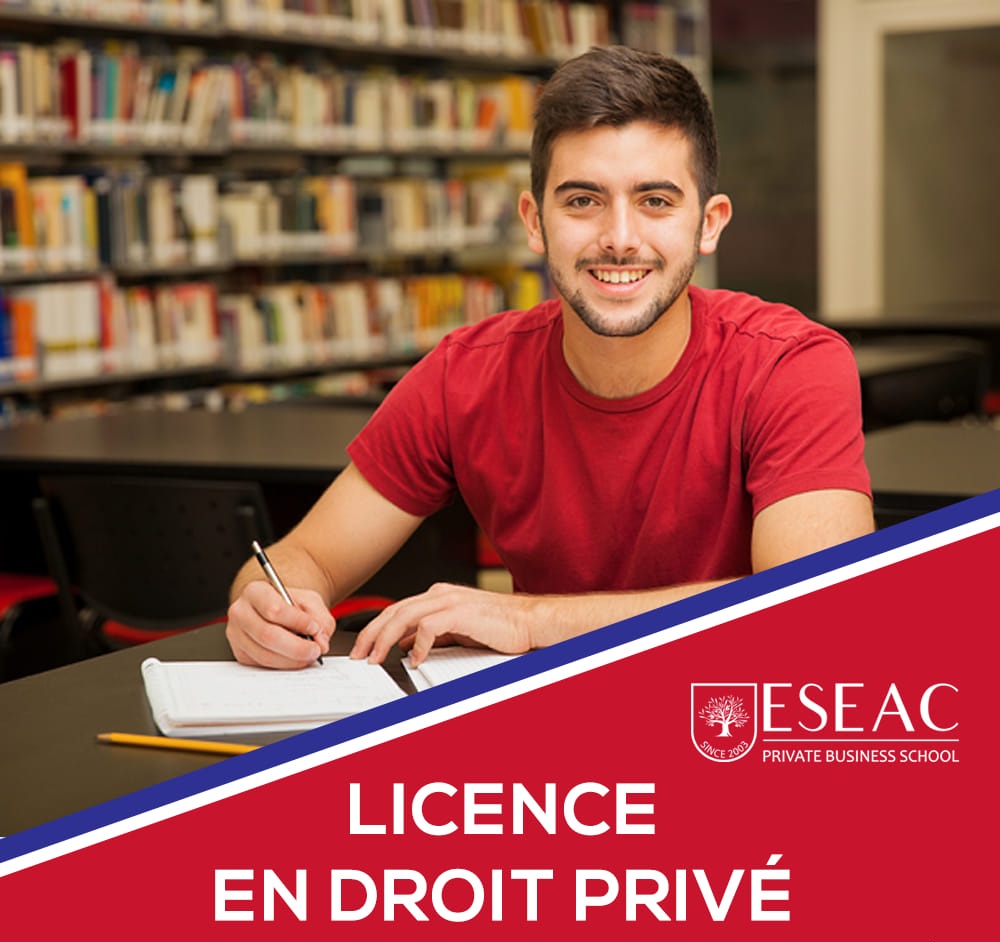 ESEAC
SINCE 2003
PRIVATE BUSINESS SCHOOL
LICENCE
EN DROIT PRIVÉ